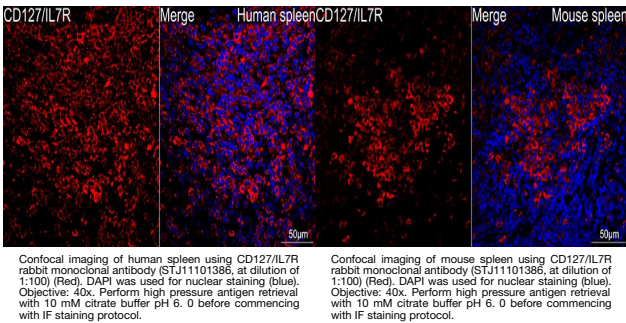 CD127/IL7R
Merge Human spleen
CD127/IL7R
Merge Mouse spleen
50μm
50μm
Confocal imaging of human spleen using CD127/IL7R
rabbit monoclonal antibody (STJ11101386, at dilution of
1:100) (Red). DAPI was used for nuclear staining (blue).
Objective: 40x. Perform high pressure antigen retrieval
with 10 mM citrate buffer pH 6. 0 before commencing
with IF staining protocol.
Confocal imaging of mouse spleen using CD127/IL7R
rabbit monoclonal antibody (STJ11101386, at dilution of
1:100) (Red). DAPI was used for nuclear staining (blue).
Objective: 40x. Perform high pressure antigen retrieval
with 10 mM citrate buffer pH 6. 0 before commencing
with IF staining protocol.